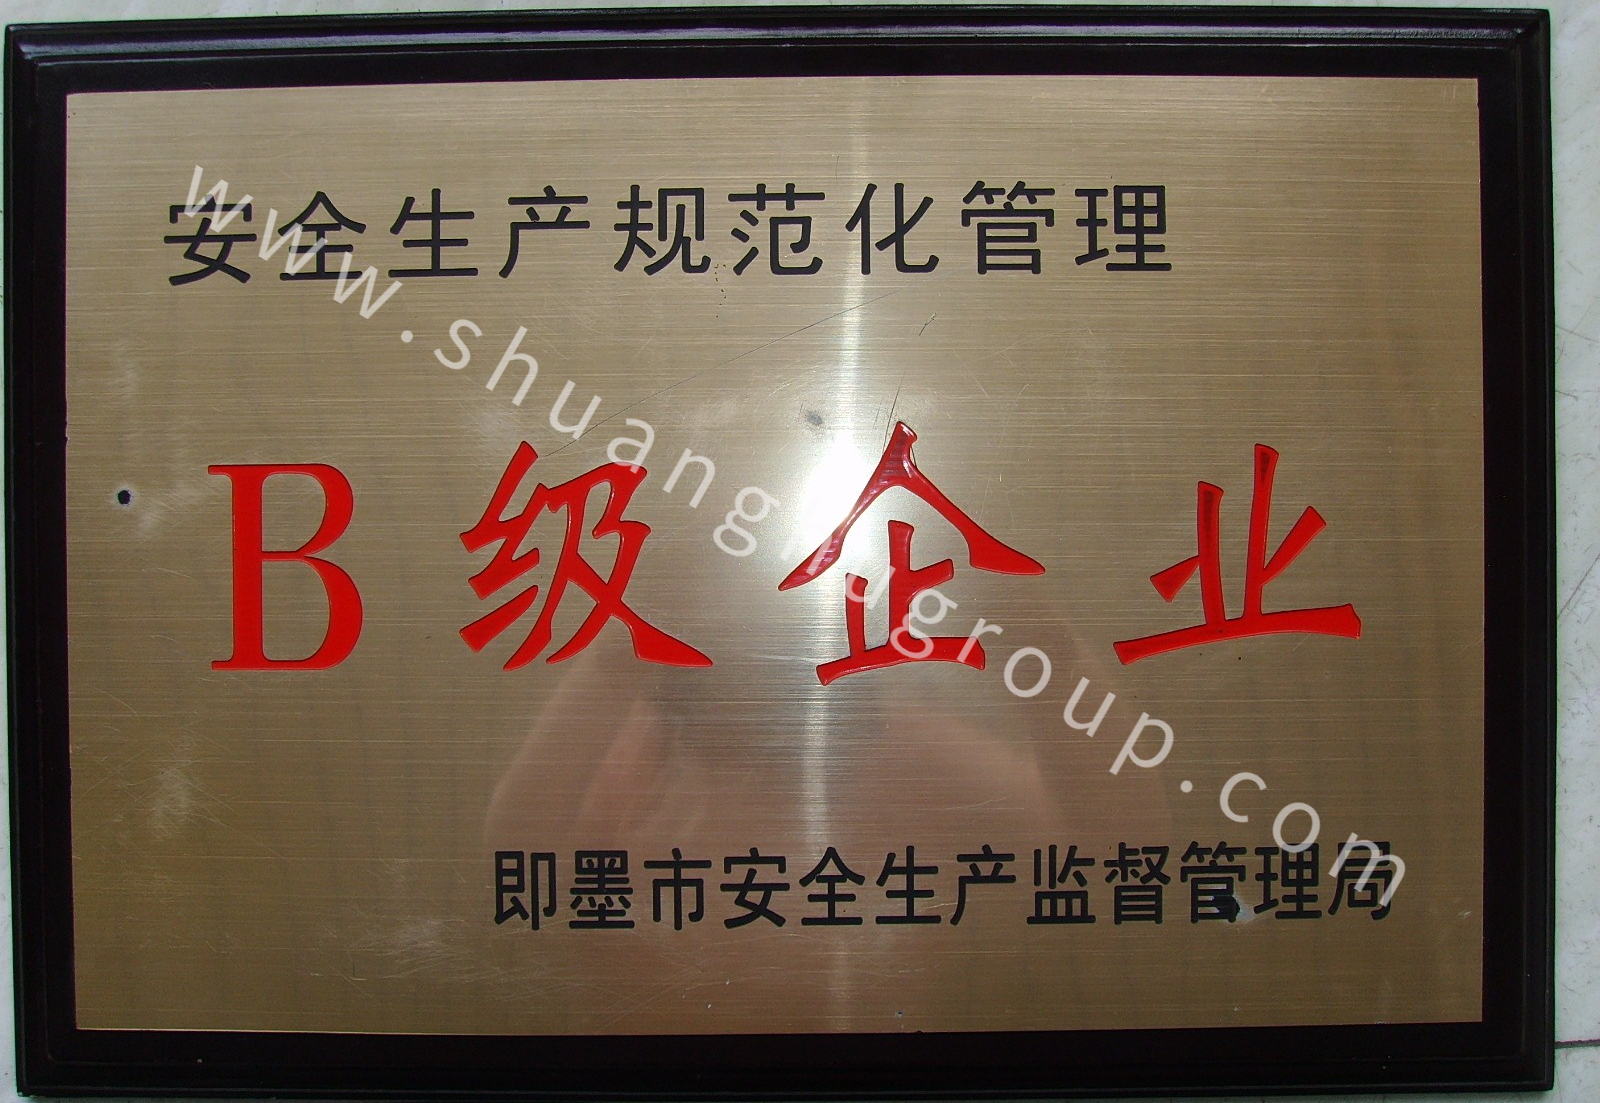 安全生产规范化管理
B级企业
即墨市安全生产监督管理局
www.shuanghugroup.com